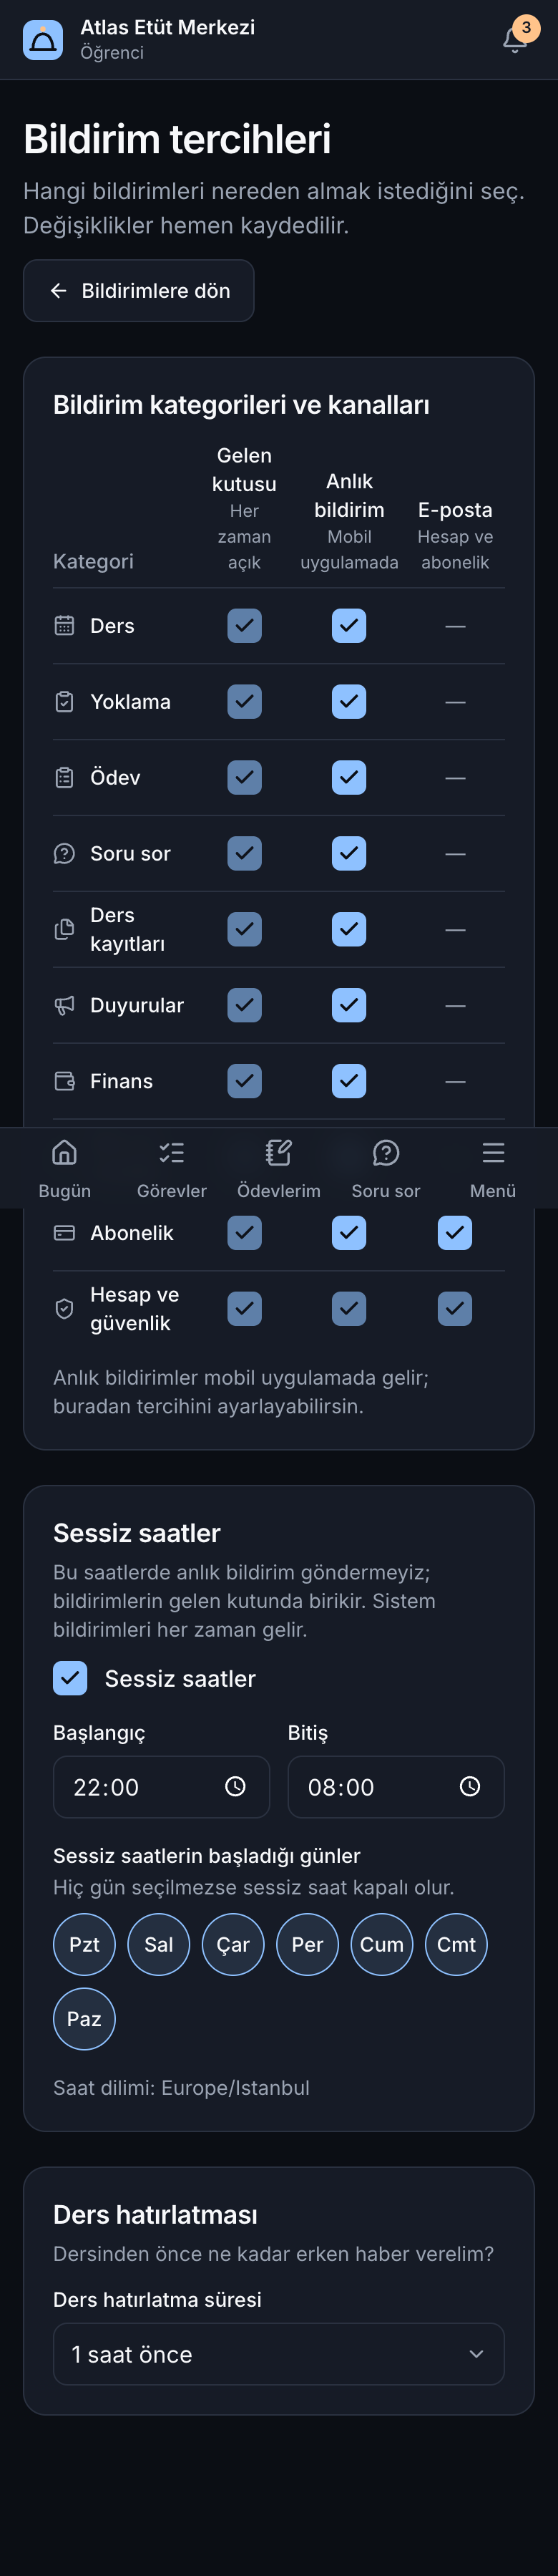 Atlas Etüt Merkezi
Öğrenci
3
Bildirim tercihleri
Hangi bildirimleri nereden almak istediğini seç.
Değişiklikler hemen kaydedilir.
Bildirimlere dön
Bildirim kategorileri ve kanalları
Kategori
Gelen
kutusu
Her
zaman
açık
Anlık
bildirim
Mobil
uygulamada
E-posta
Hesap ve
abonelik
Ders
—
Yoklama
—
Ödev
—
Soru sor
—
Ders
kayıtları
—
Duyurular
—
Finans
—
Bugün
Görevler
Ödevlerim
Soru sor
Menü
Abonelik
Hesap ve
güvenlik
Anlık bildirimler mobil uygulamada gelir;
buradan tercihini ayarlayabilirsin.
Sessiz saatler
Bu saatlerde anlık bildirim göndermeyiz;
bildirimlerin gelen kutunda birikir. Sistem
bildirimleri her zaman gelir.
Sessiz saatler
Başlangıç
Bitiş
22:00
08:00
Sessiz saatlerin başladığı günler
Hiç gün seçilmezse sessiz saat kapalı olur.
Pzt
Sal
Çar
Per
Cum
Cmt
Paz
Saat dilimi: Europe/Istanbul
Ders hatırlatması
Dersinden önce ne kadar erken haber verelim?
Ders hatırlatma süresi
1 saat önce